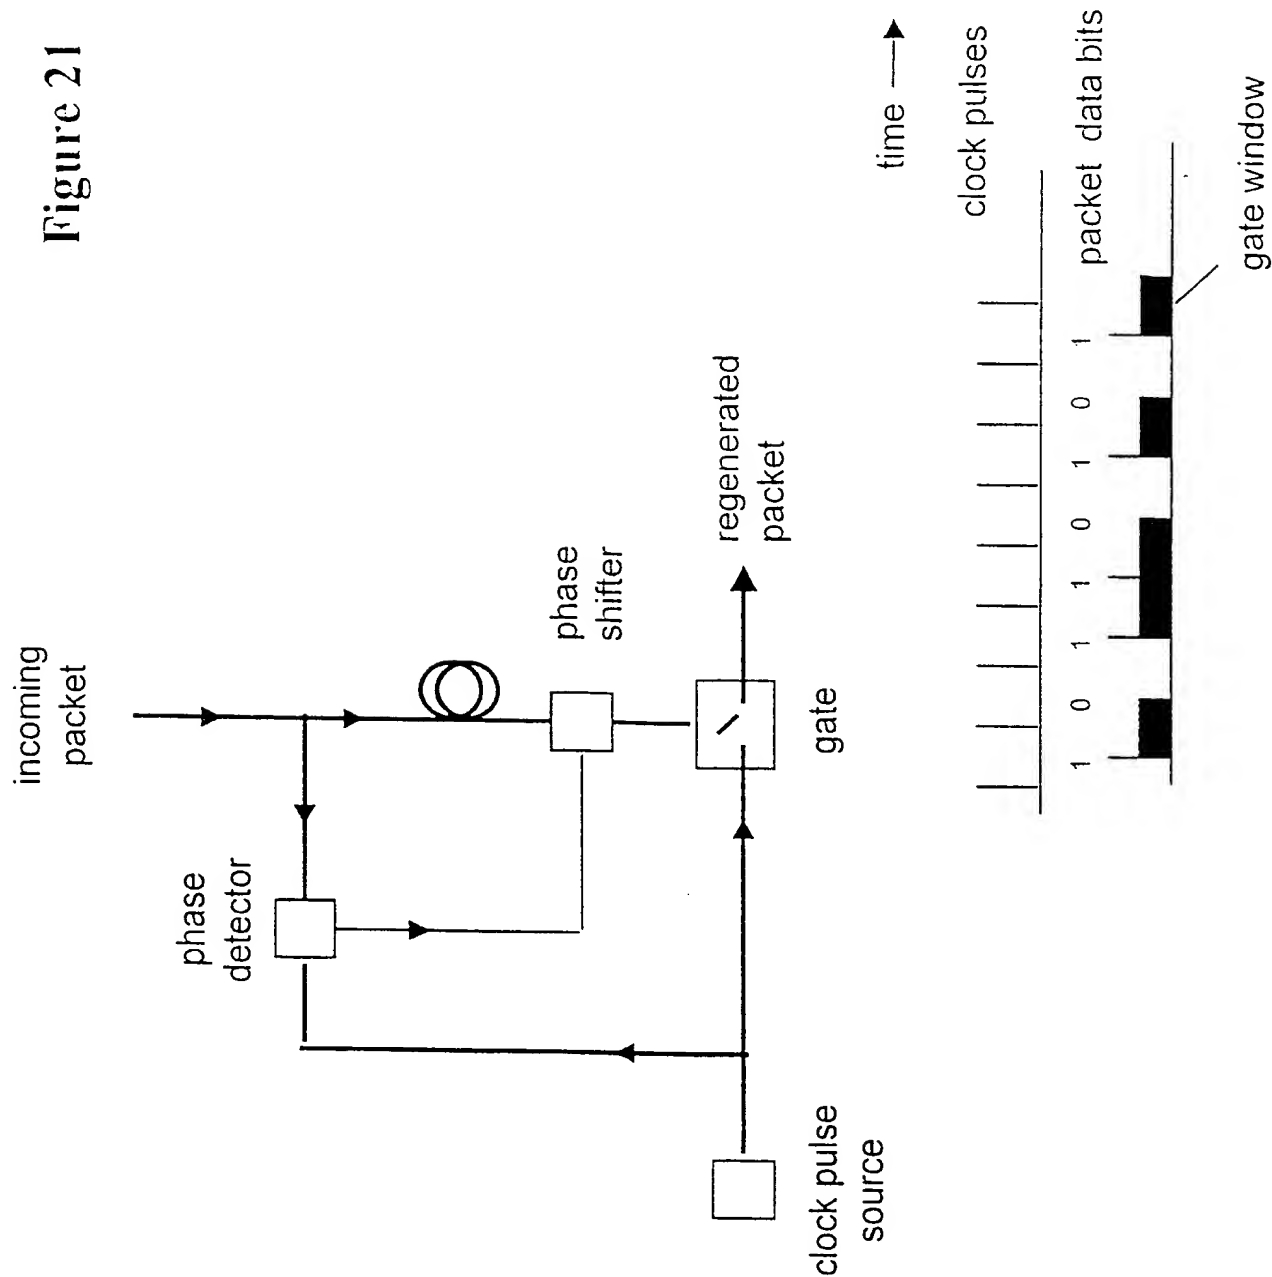 Figure 21
incoming
packet
phase
detector
phase
shifter
regenerated
packet
gate
clock pulse
source
time
clock pulses
packet data bits
1 0 1 1 0 1 0 1
gate window